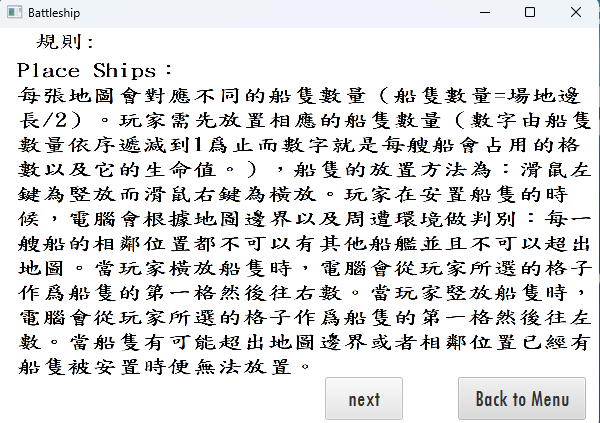 Battleship
規則:
Place Ships：
每張地圖會對應不同的船隻數量（船隻數量=場地邊
長/2）。玩家需先放置相應的船隻數量（數字由船隻
數量依序遞減到1為止而數字就是每艘船會占用的格
數以及它的生命值。），船隻的放置方法為：滑鼠左
鍵為竪放而滑鼠右鍵為橫放。玩家在安置船隻的時
候，電腦會根據地圖邊界以及周遭環境做判別：每一
艘船的相鄰位置都不可以有其他船艦並且不可以超出
地圖。當玩家橫放船隻時，電腦會從玩家所選的格子
作為船隻的第一格然後往右數。當玩家竪放船隻時，
電腦會從玩家所選的格子作為船隻的第一格然後往左
數。當船隻有可能超出地圖邊界或者相鄰位置已經有
船隻被安置時便無法放置。
next
Back to Menu